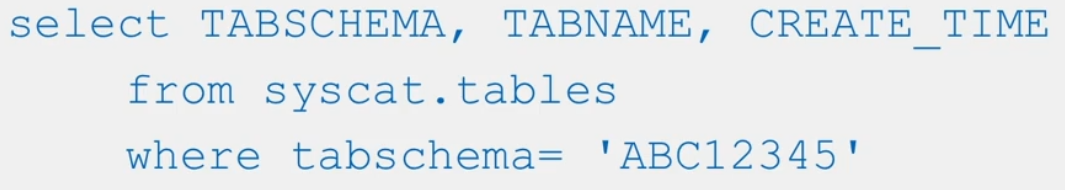 select TABSCHEMA, TABNAME, CREATE_TIME
from syscat.tables
where tabschema= 'ABC12345'